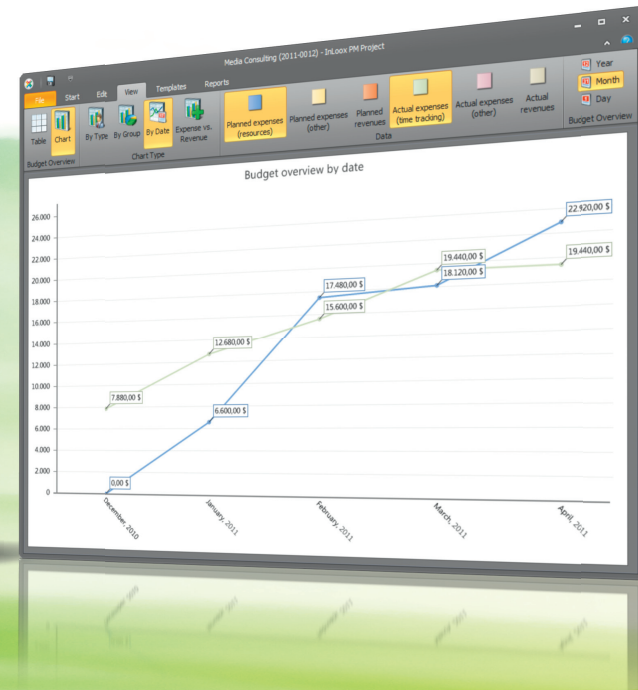 Media Consulting (2011-0012) - InLoox PM Project
File Start Edit View Templates Reports
Table Chart
Budget Overview
By Type By Group By Date Expense vs.
Revenue
Chart Type
Planned expenses
(resources)
Planned expenses
(other)
Planned
revenues
Actual expenses
(time tracking)
Actual expenses
(other)
Actual
revenues
Data
Year
Month
Day
Budget Overview
Budget overview by date
26.000
24.000
22.000
20.000
18.000
16.000
14.000
12.000
10.000
8.000
6.000
4.000
2.000
0
7.880,00 $
0,00 $
12.680,00 $
6.600,00 $
17.480,00 $
15.600,00 $
19.440,00 $
18.120,00 $
22.920,00 $
19.440,00 $
December, 2010
January, 2011
February, 2011
March, 2011
April, 2011